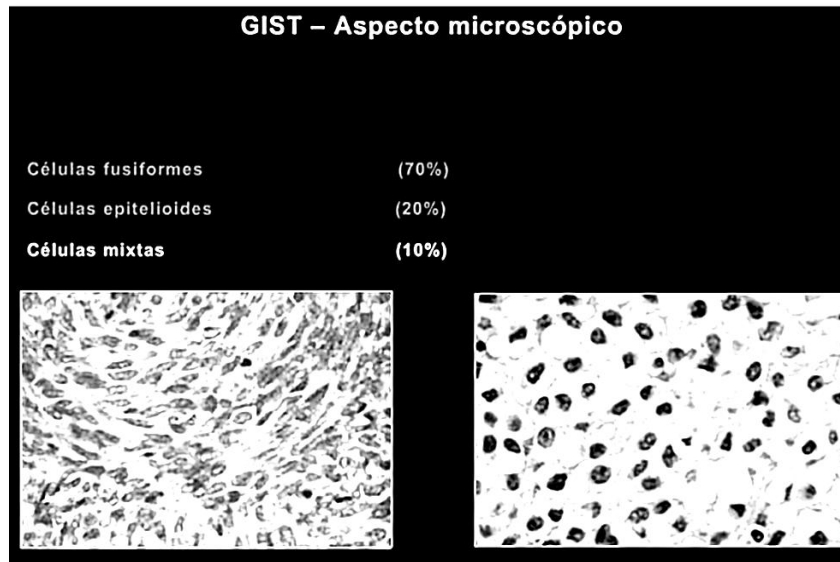 GIST – Aspecto microscópico
Células fusiformes (70%)
Células epitelioides (20%)
Células mixtas (10%)